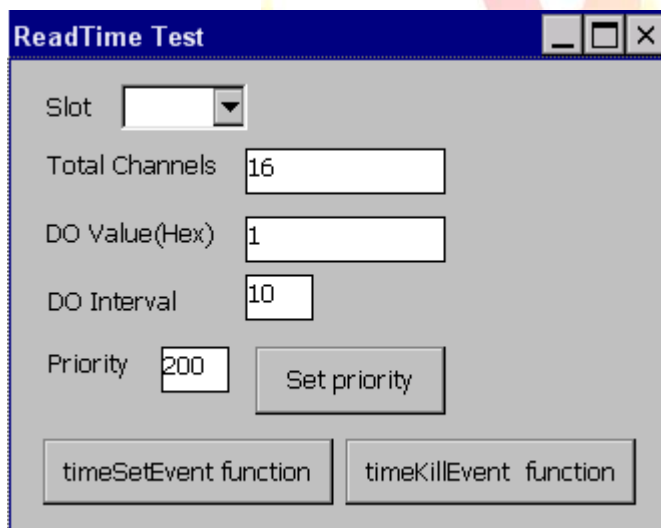 ReadTime Test
Slot
Total Channels 16
DO Value(Hex) 1
DO Interval 10
Priority 200 Set priority
timeSetEvent function timeKillEvent function